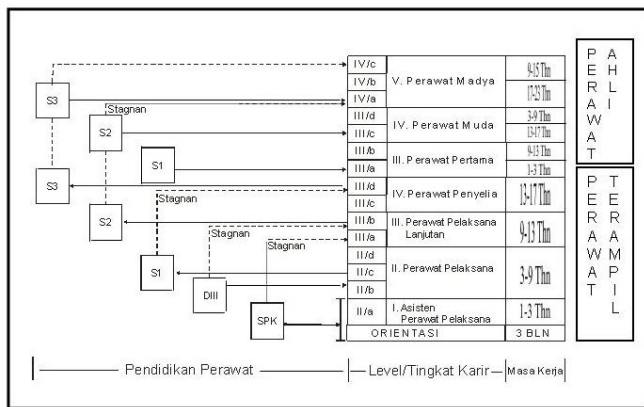 IV/c
IV/b
IV/a
V. Perawat Madya
9-15 Thn
17-23 Thn
III/d
III/c
IV. Perawat Muda
3-9 Thn
13-17 Thn
III/b
III/a
III. Perawat Pertama
9-13 Thn
1-3 Thn
III/d
III/c
IV. Perawat Penyelia
13-17 Thn
III/b
III/a
III. Perawat Pelaksana
Lanjutan
9-13 Thn
II/d
II/c
II/b
II. Perawat Pelaksana
3-9 Thn
II/a
I. Asisten
Perawat Pelaksana
1-3 Thn
ORIENTASI
3 BLN
PERAWAT
AHLI
PERAWAT
TERAMPIL
S3
Stagnan
S2
S1
S3
Stagnan
S2
Stagnan
Stagnan
S1
DIII
SPK
Pendidikan Perawat
Level/Tingkat Karir
Masa Kerja